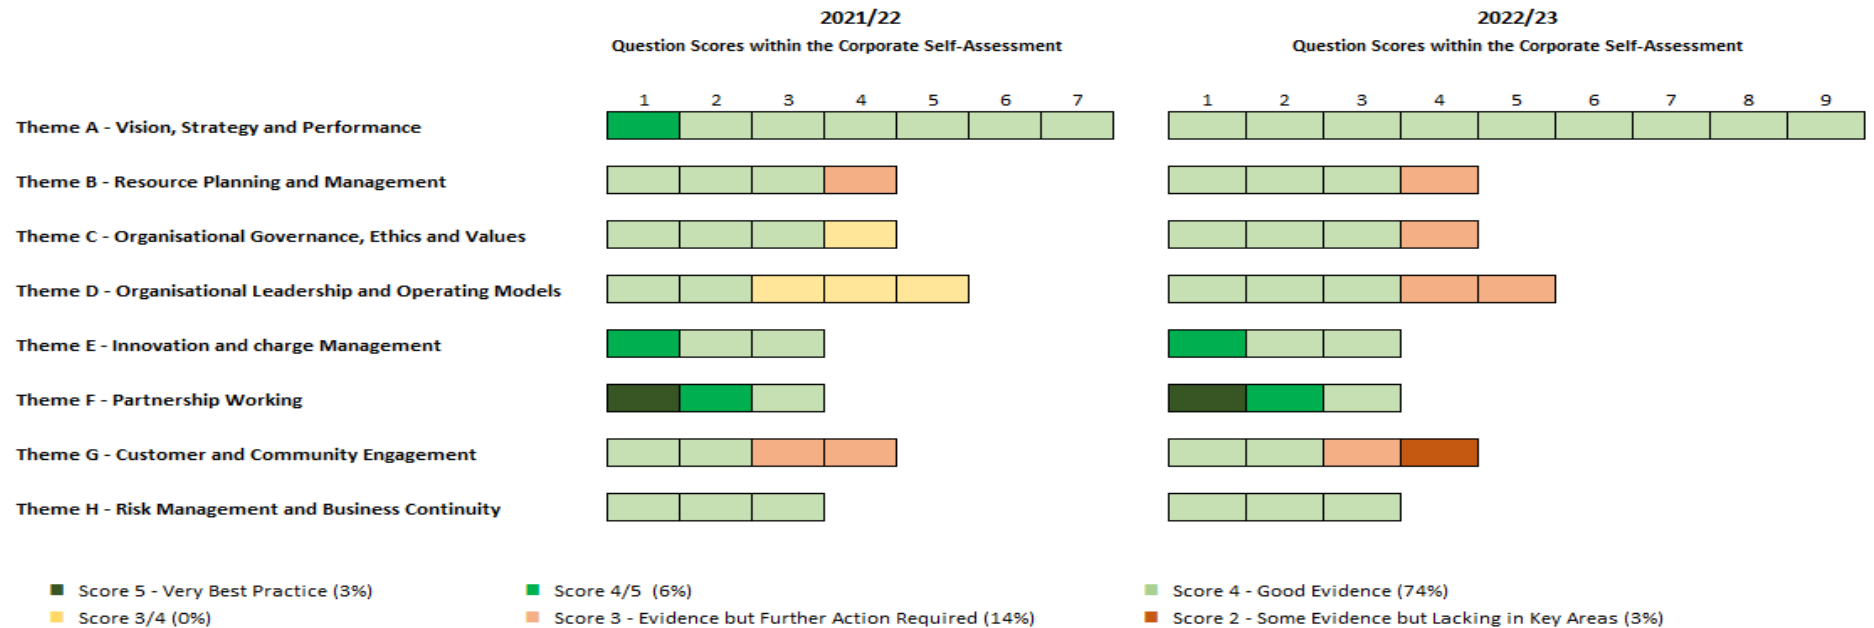 2021/22
Question Scores within the Corporate Self-Assessment
2022/23
Question Scores within the Corporate Self-Assessment
1 2 3 4 5 6 7
1 2 3 4 5 6 7 8 9
Theme A - Vision, Strategy and Performance
Theme B - Resource Planning and Management
Theme C - Organisational Governance, Ethics and Values
Theme D - Organisational Leadership and Operating Models
Theme E - Innovation and charge Management
Theme F - Partnership Working
Theme G - Customer and Community Engagement
Theme H - Risk Management and Business Continuity
Score 5 - Very Best Practice (3%)
Score 4/5 (6%)
Score 4 - Good Evidence (74%)
Score 3/4 (0%)
Score 3 - Evidence but Further Action Required (14%)
Score 2 - Some Evidence but Lacking in Key Areas (3%)